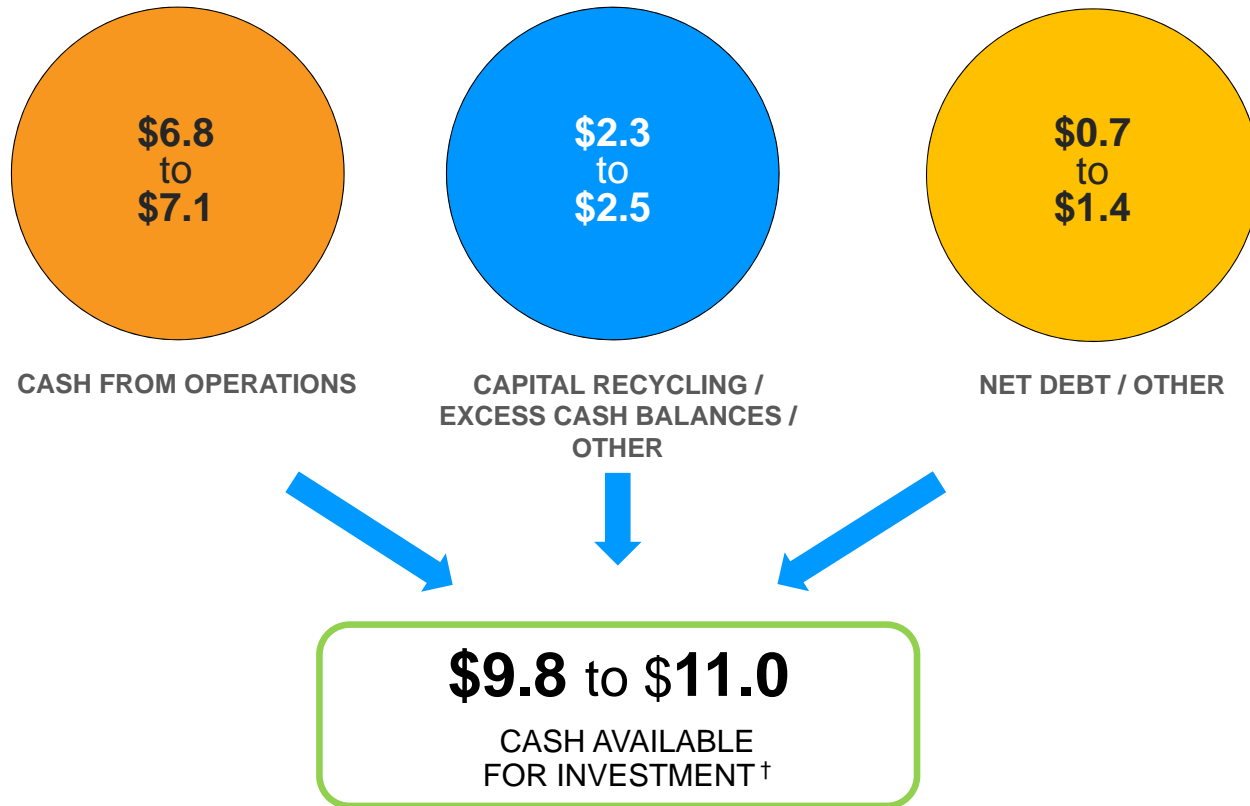 $6.8
to
$7.1
$2.3
to
$2.5
$0.7
to
$1.4
CASH FROM OPERATIONS
CAPITAL RECYCLING /
EXCESS CASH BALANCES /
OTHER
NET DEBT / OTHER
$9.8 to $11.0
CASH AVAILABLE
FOR INVESTMENT †